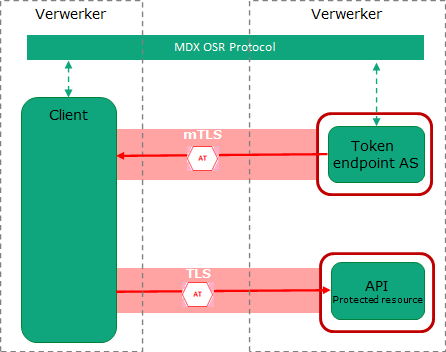 Verwerker
Verwerker
MDX OSR Protocol
Client
mTLS
AT
Token
endpoint AS
TLS
AT
API
Protected resource